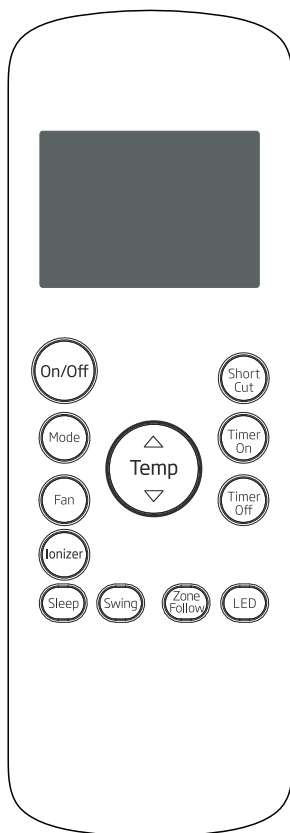 On/Off
Short
Cut
Mode
Temp
Timer
On
Fan
Timer
Off
Ionizer
Sleep
Swing
Zone
Follow
LED